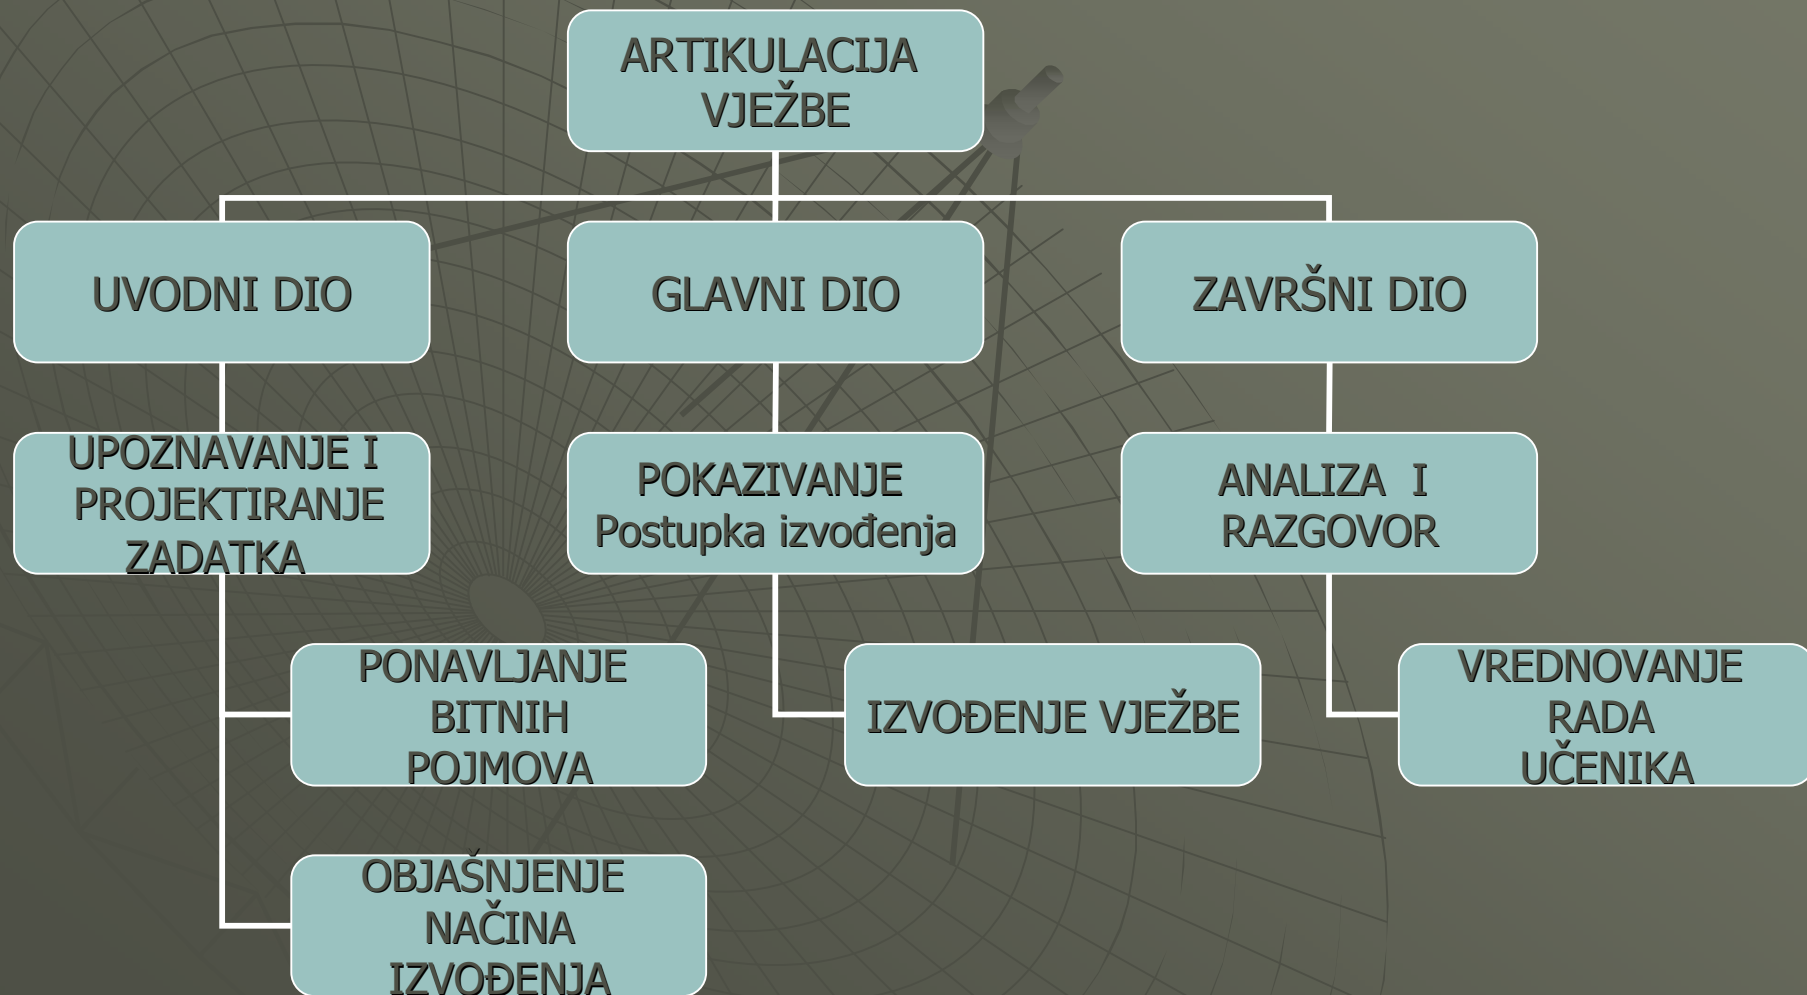 ARTIKULACIJA
VJEŽBE
UVODNI DIO
GLAVNI DIO
ZAVRŠNI DIO
UPOZNAVANJE I
PROJEKTIRANJE
ZADATKA
POKAZIVANJE
Postupka izvođenja
ANALIZA I
RAZGOVOR
PONAVLJANJE
BITNIH
POJMOVA
IZVOĐENJE VJEŽBE
VREDNOVANJE
RADA
UČENIKA
OBJAŠNJENJE
NAČINA
IZVOĐENJA